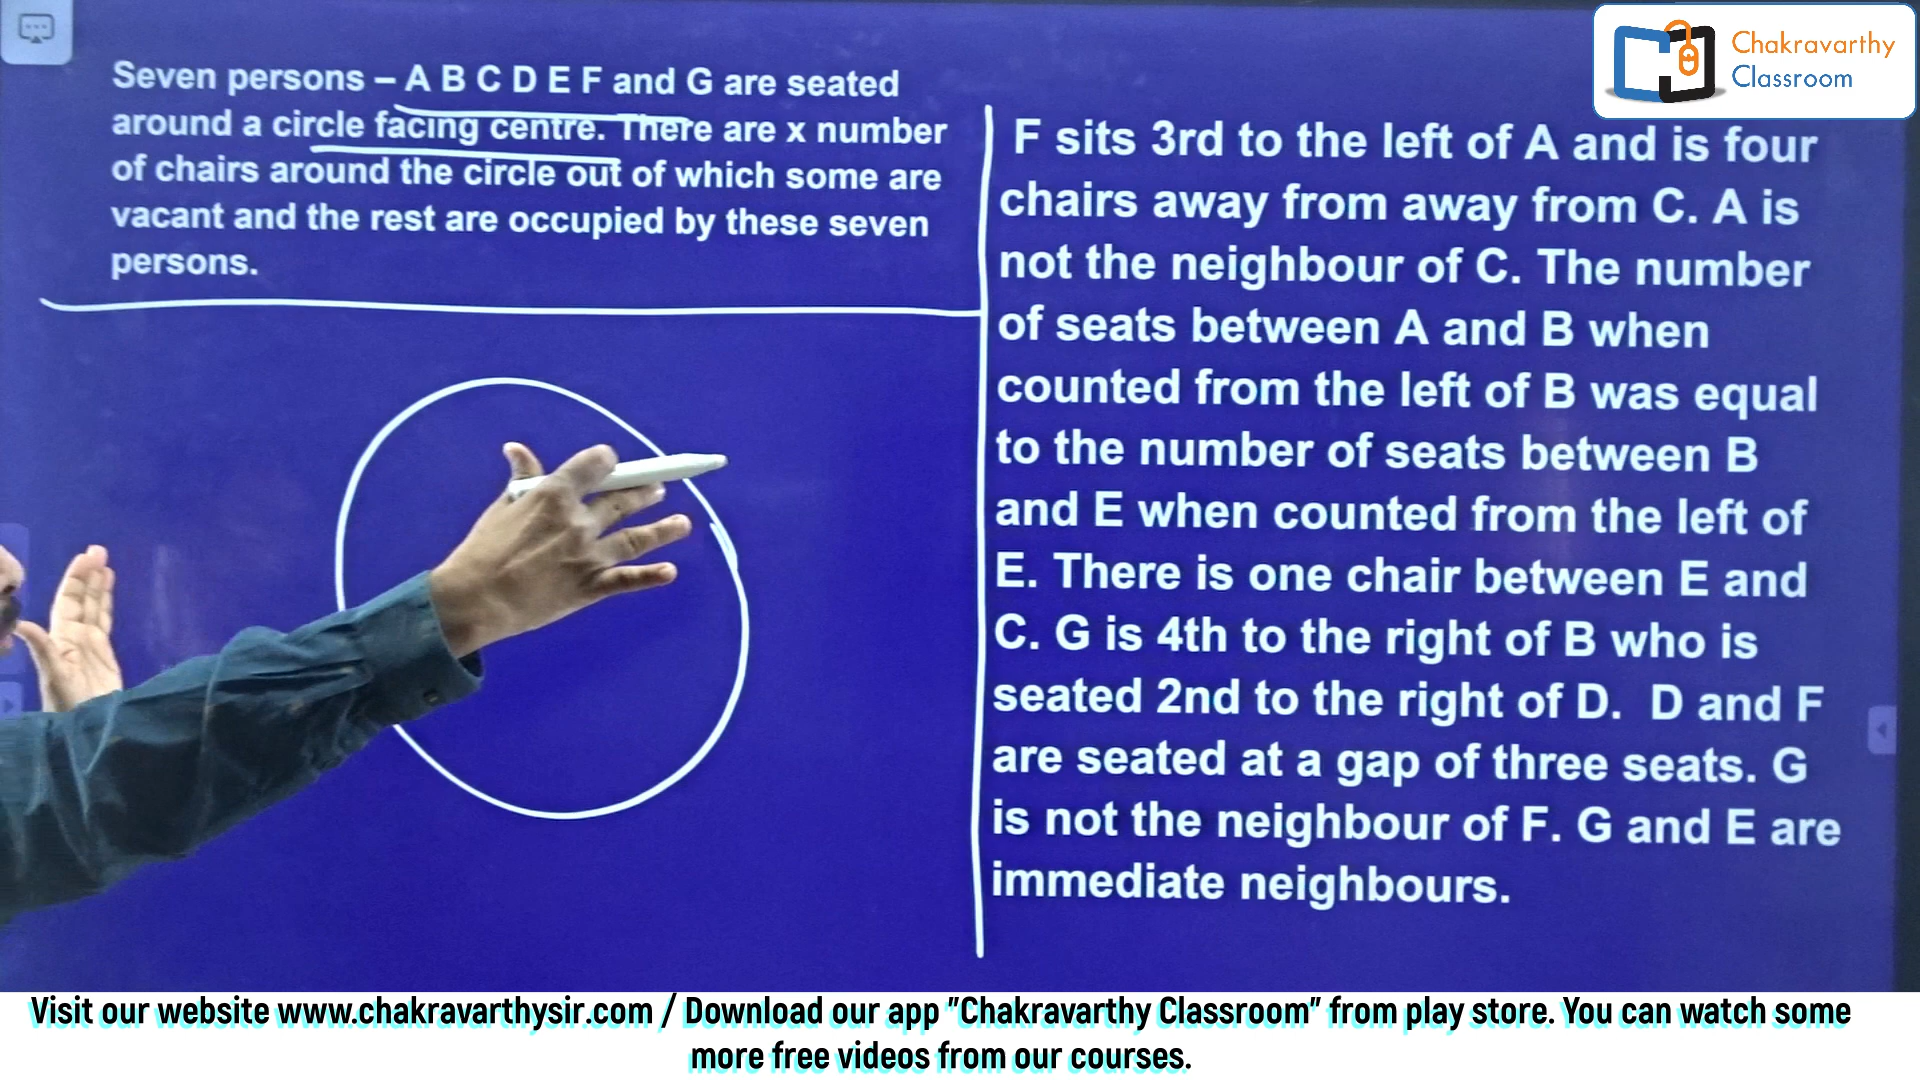 Chakravarthy
Classroom
Seven persons – A B C D E F and G are seated
around a circle facing centre. There are x number
of chairs around the circle out of which some are
vacant and the rest are occupied by these seven
persons.
F sits 3rd to the left of A and is four
chairs away from away from C. A is
not the neighbour of C. The number
of seats between A and B when
counted from the left of B was equal
to the number of seats between B
and E when counted from the left of
E. There is one chair between E and
C. G is 4th to the right of B who is
seated 2nd to the right of D. D and F
are seated at a gap of three seats. G
is not the neighbour of F. G and E are
immediate neighbours.
Visit our website www.chakravarthysir.com / Download our app "Chakravarthy Classroom" from play store. You can watch some
more free videos from our courses.